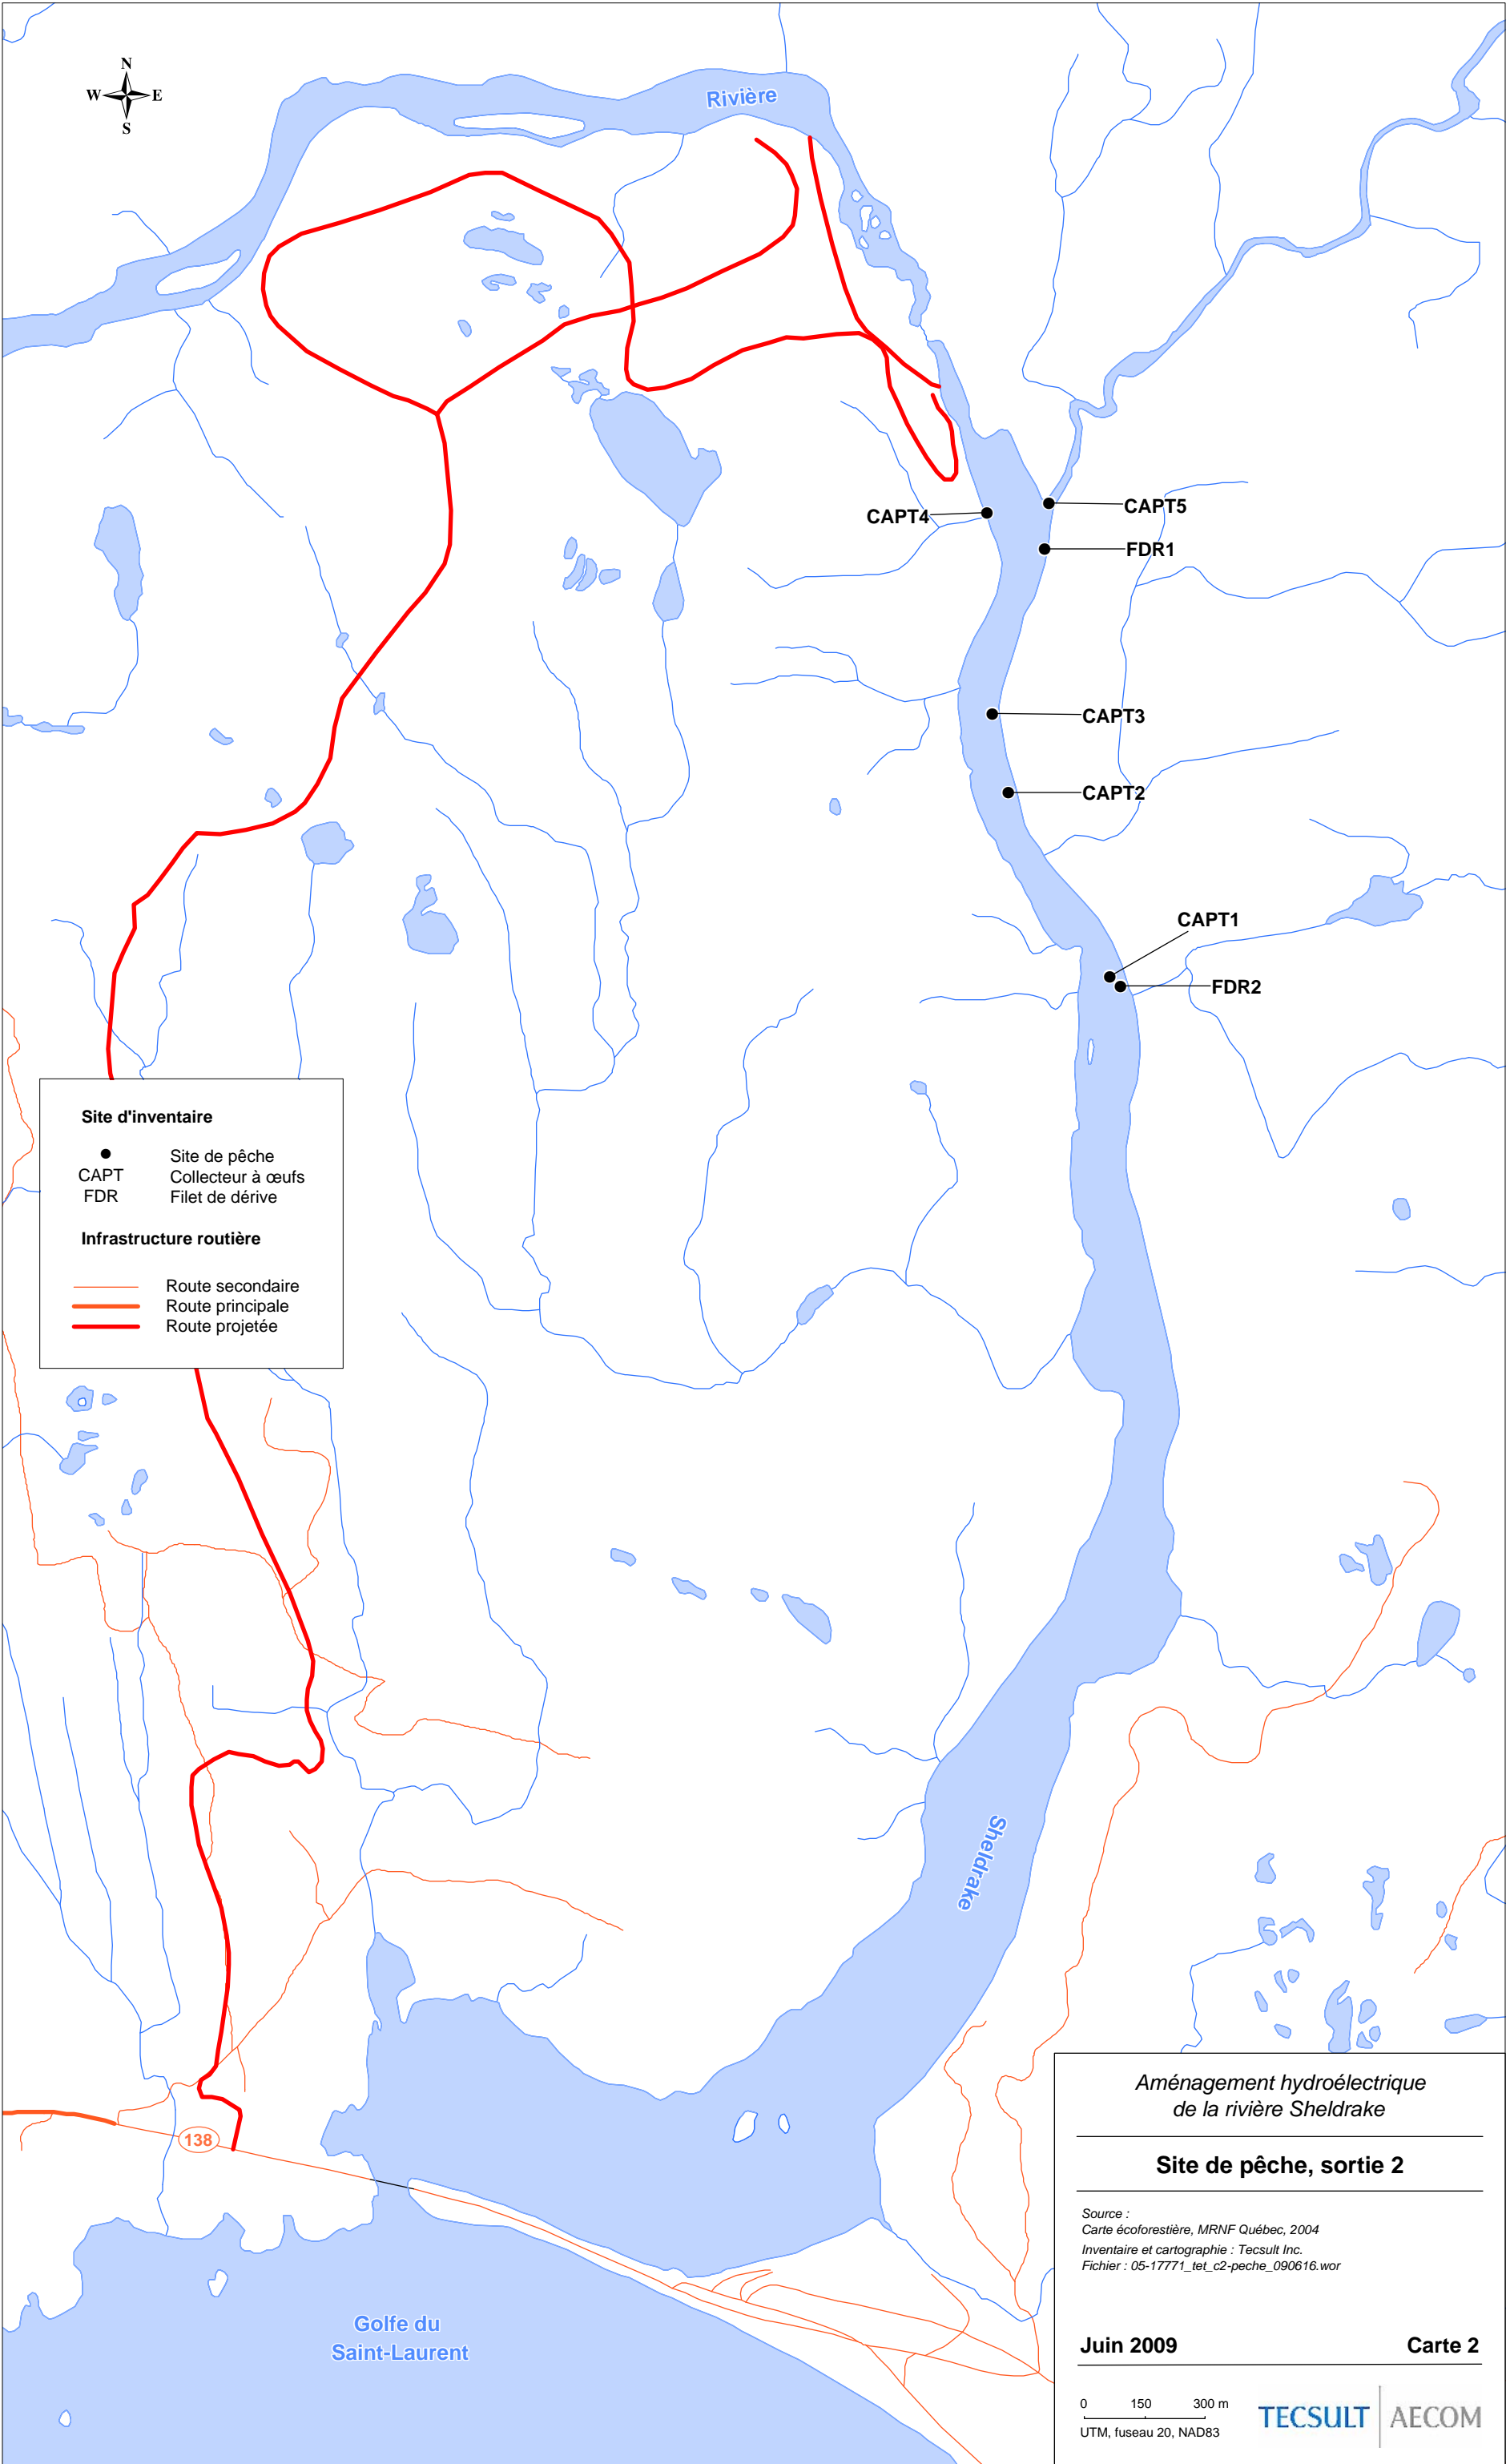 N
W E
S
Rivière
CAPT4
CAPT5
FDR1
CAPT3
CAPT2
CAPT1
FDR2
Site d'inventaire
Site de pêche
CAPT Collecteur à œufs
FDR Filet de dérive
Infrastructure routière
Route secondaire
Route principale
Route projetée
Sheldrake
138
Golfe du
Saint-Laurent
Aménagement hydroélectrique
de la rivière Sheldrake
Site de pêche, sortie 2
Source :
Carte écoforestière, MRNF Québec, 2004
Inventaire et cartographie : Tecsult Inc.
Fichier : 05-17771_tet_c2-peche_090616.wor
Juin 2009 Carte 2
0 150 300 m
UTM, fuseau 20, NAD83
TECSULT AECOM